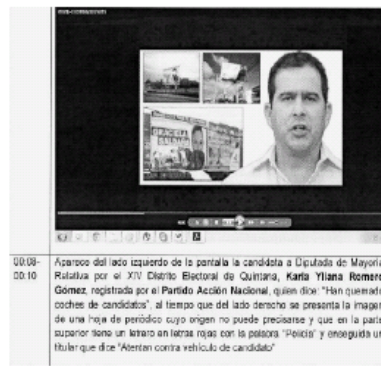 00:08-
00:10
Aparece del lado izquierdo de la pantalla la candidata a Diputada de Mayoría
Relativa por el XIV Distrito Electoral de Quintana, Karla Yliana Romero
Gómez, registrada por el Partido Acción Nacional, quien dice: "Han quemado
coches de candidatos", al tiempo que del lado derecho se presenta la imagen
de una hoja de periódico cuyo origen no puede precisarse y que en la parte
superior tiene un letrero en letras rojas con la palabra "Policía" y enseguida un
titular que dice "Atentan contra vehículo de candidato"